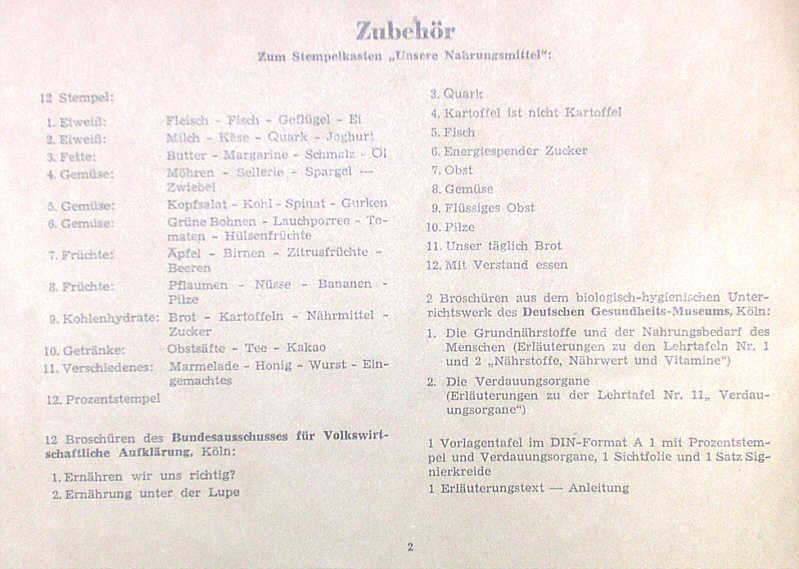 Zubehör
Zum Stempelkasten „Unsere Nahrungsmittel“:
12 Stempel:
1. Eiweiß: Fleisch - Fisch - Geflügel - Ei
2. Eiweiß: Milch - Käse - Quark - Joghurt
3. Fette: Butter - Margarine - Schmalz - Öl
4. Gemüse: Möhren - Sellerie - Spargel —
Zwiebel
5. Gemüse: Kopfsalat - Kohl - Spinat - Gurken
6. Gemüse: Grüne Bohnen - Lauchporree - To-
maten - Hülsenfrüchte
7. Früchte: Äpfel - Birnen - Zitrusfrüchte -
Beeren
8. Früchte: Pflaumen - Nüsse - Bananen -
Pilze
9. Kohlenhydrate: Brot - Kartoffeln - Nährmittel -
Zucker
10. Getränke: Obstsäfte - Tee - Kakao
11. Verschiedenes: Marmelade - Honig - Wurst - Ein-
gemachtes
12. Prozentstempel
12 Broschüren des Bundesausschusses für Volkswirt-
schaftliche Aufklärung, Köln:
1. Ernähren wir uns richtig?
2. Ernährung unter der Lupe
3. Quark
4. Kartoffel ist nicht Kartoffel
5. Fisch
6. Energiespender Zucker
7. Obst
8. Gemüse
9. Flüssiges Obst
10. Pilze
11. Unser täglich Brot
12. Mit Verstand essen
2 Broschüren aus dem biologisch-hygienischen Unter-
richtswerk des Deutschen Gesundheits-Museums, Köln:
1. Die Grundnährstoffe und der Nahrungsbedarf des
Menschen (Erläuterungen zu den Lehrtafeln Nr. 1
und 2 „Nährstoffe, Nährwert und Vitamine“)
2. Die Verdauungsorgane
(Erläuterungen zu der Lehrtafel Nr. 11„ Verdau-
ungsorgane“)
1 Vorlagentafel im DIN-Format A 1 mit Prozentstem-
pel und Verdauungsorgane, 1 Sichtfolie und 1 Satz Sig-
nierkreide
1 Erläuterungstext — Anleitung
2